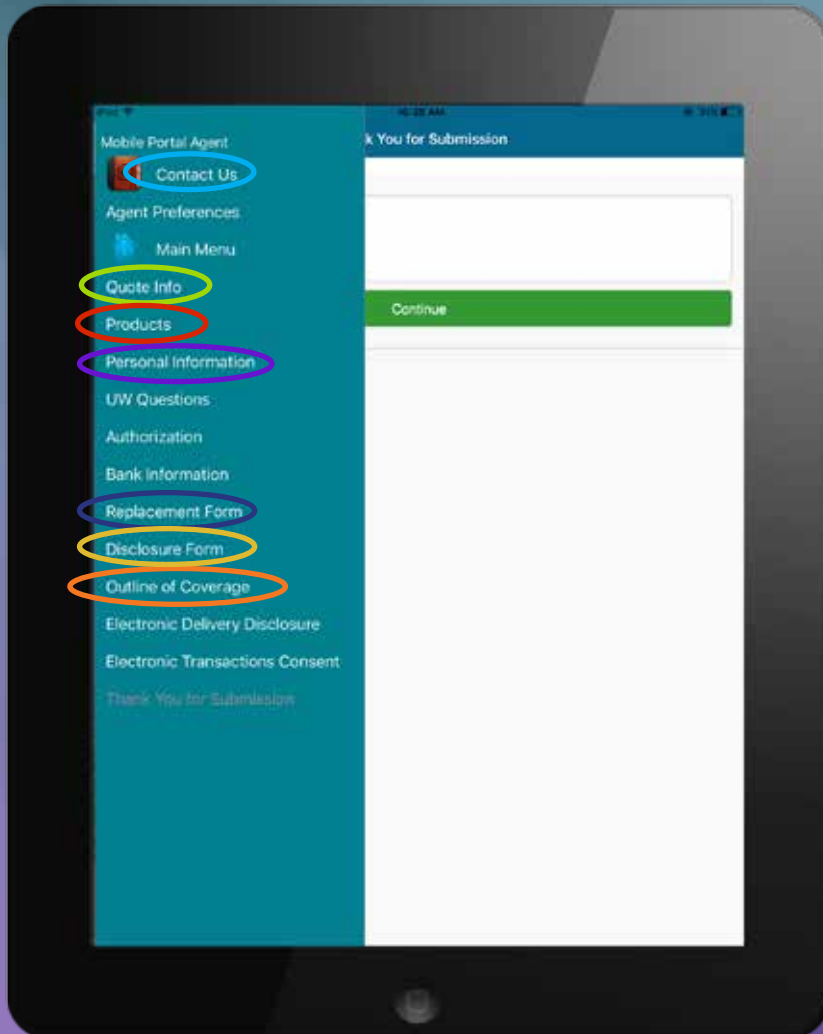 Mobile Portal Agent
k You for Submission
Contact Us
Agent Preferences
Main Menu
Quote Info
Products
Continue
Personal Information
UW Questions
Authorization
Bank Information
Replacement Form
Disclosure Form
Outline of Coverage
Electronic Delivery Disclosure
Electronic Transactions Consent
Thank You for Submission